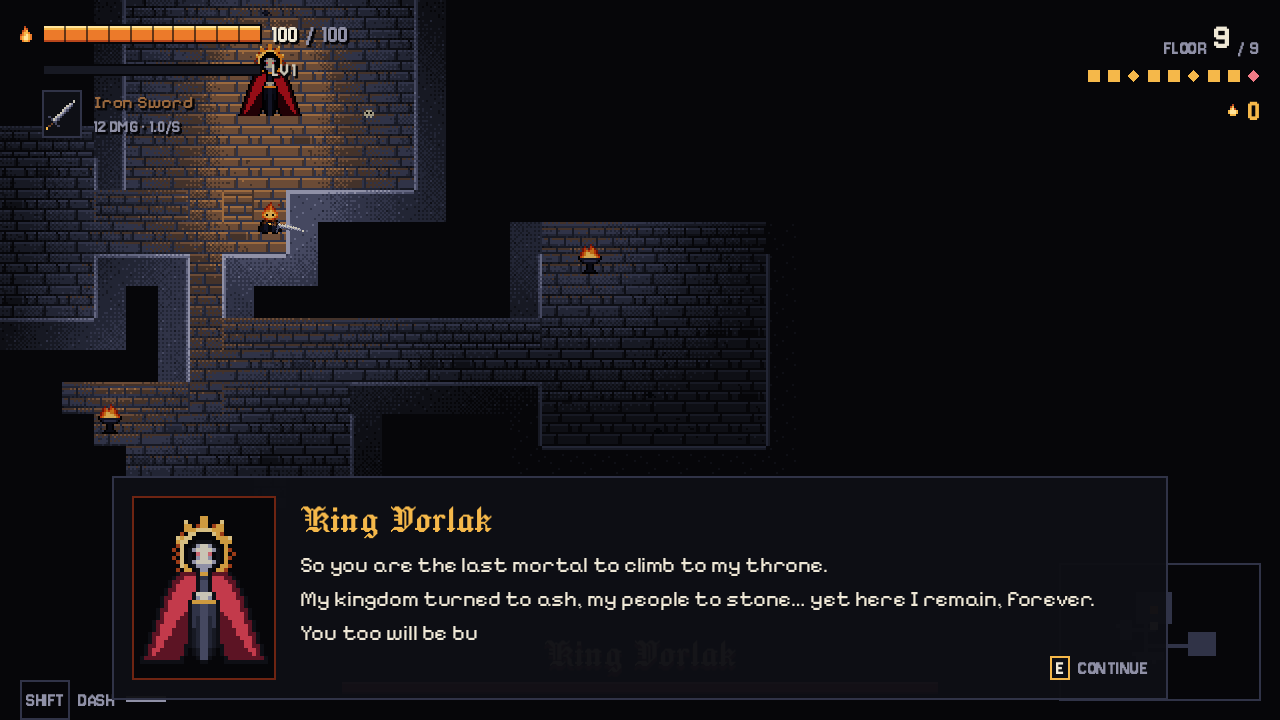 100 / 100
FLOOR 9 / 9
LV1
Iron Sword
12 DMG · 1.0/S
0
King Vorlak
So you are the last mortal to climb to my throne.
My kingdom turned to ash, my people to stone... yet here I remain, forever.
You too will be bu
King Vorlak
E CONTINUE
SHIFT DASH